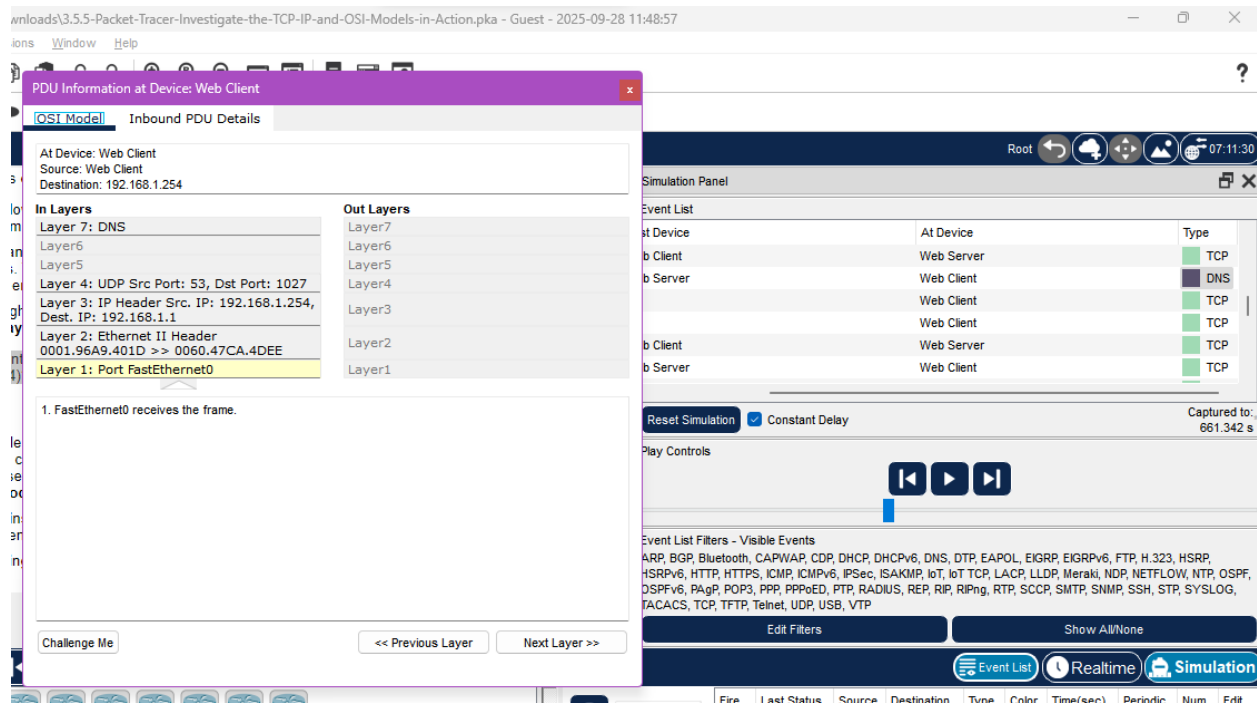 wnloads\3.5.5-Packet-Tracer-Investigate-the-TCP-IP-and-OSI-Models-in-Action.pka - Guest - 2025-09-28 11:48:57
Window Help
?
PDU Information at Device: Web Client
x
OSI Model Inbound PDU Details
At Device: Web Client
Source: Web Client
Destination: 192.168.1.254
In Layers Out Layers
Layer 7: DNS Layer7
Layer6 Layer6
Layer5 Layer5
Layer 4: UDP Src Port: 53, Dst Port: 1027 Layer4
Layer 3: IP Header Src. IP: 192.168.1.254,
Dest. IP: 192.168.1.1 Layer3
Layer 2: Ethernet II Header
0001.96A9.401D >> 0060.47CA.4DEE Layer2
Layer 1: Port FastEthernet0 Layer1
1. FastEthernet0 receives the frame.
Challenge Me << Previous Layer Next Layer >>
Root 07:11:30
Simulation Panel
Event List
st Device At Device Type
b Client Web Server TCP
b Server Web Client DNS
Web Client TCP
Web Client TCP
b Client Web Server TCP
b Server Web Client TCP
Reset Simulation Constant Delay Captured to:
661.342 s
Play Controls
Event List Filters - Visible Events
ARP, BGP, Bluetooth, CAPWAP, CDP, DHCP, DHCPv6, DNS, DTP, EAPOL, EIGRP, EIGRPv6, FTP, H.323, HSRP,
HSRPv6, HTTP, HTTPS, ICMP, ICMPv6, IPSec, ISAKMP, IoT, IoT TCP, LACP, LLDP, Meraki, NDP, NETFLOW, NTP, OSPF,
OSPFv6, PAgP, POP3, PPP, PPPoED, PTP, RADIUS, REP, RIP, RIPng, RTP, SCCP, SMTP, SNMP, SSH, STP, SYSLOG,
TACACS, TCP, TFTP, Telnet, UDP, USB, VTP
Edit Filters Show All/None
Event List Realtime Simulation
Fire Last Status Source Destination Type Color Time(sec) Periodic Num Edit